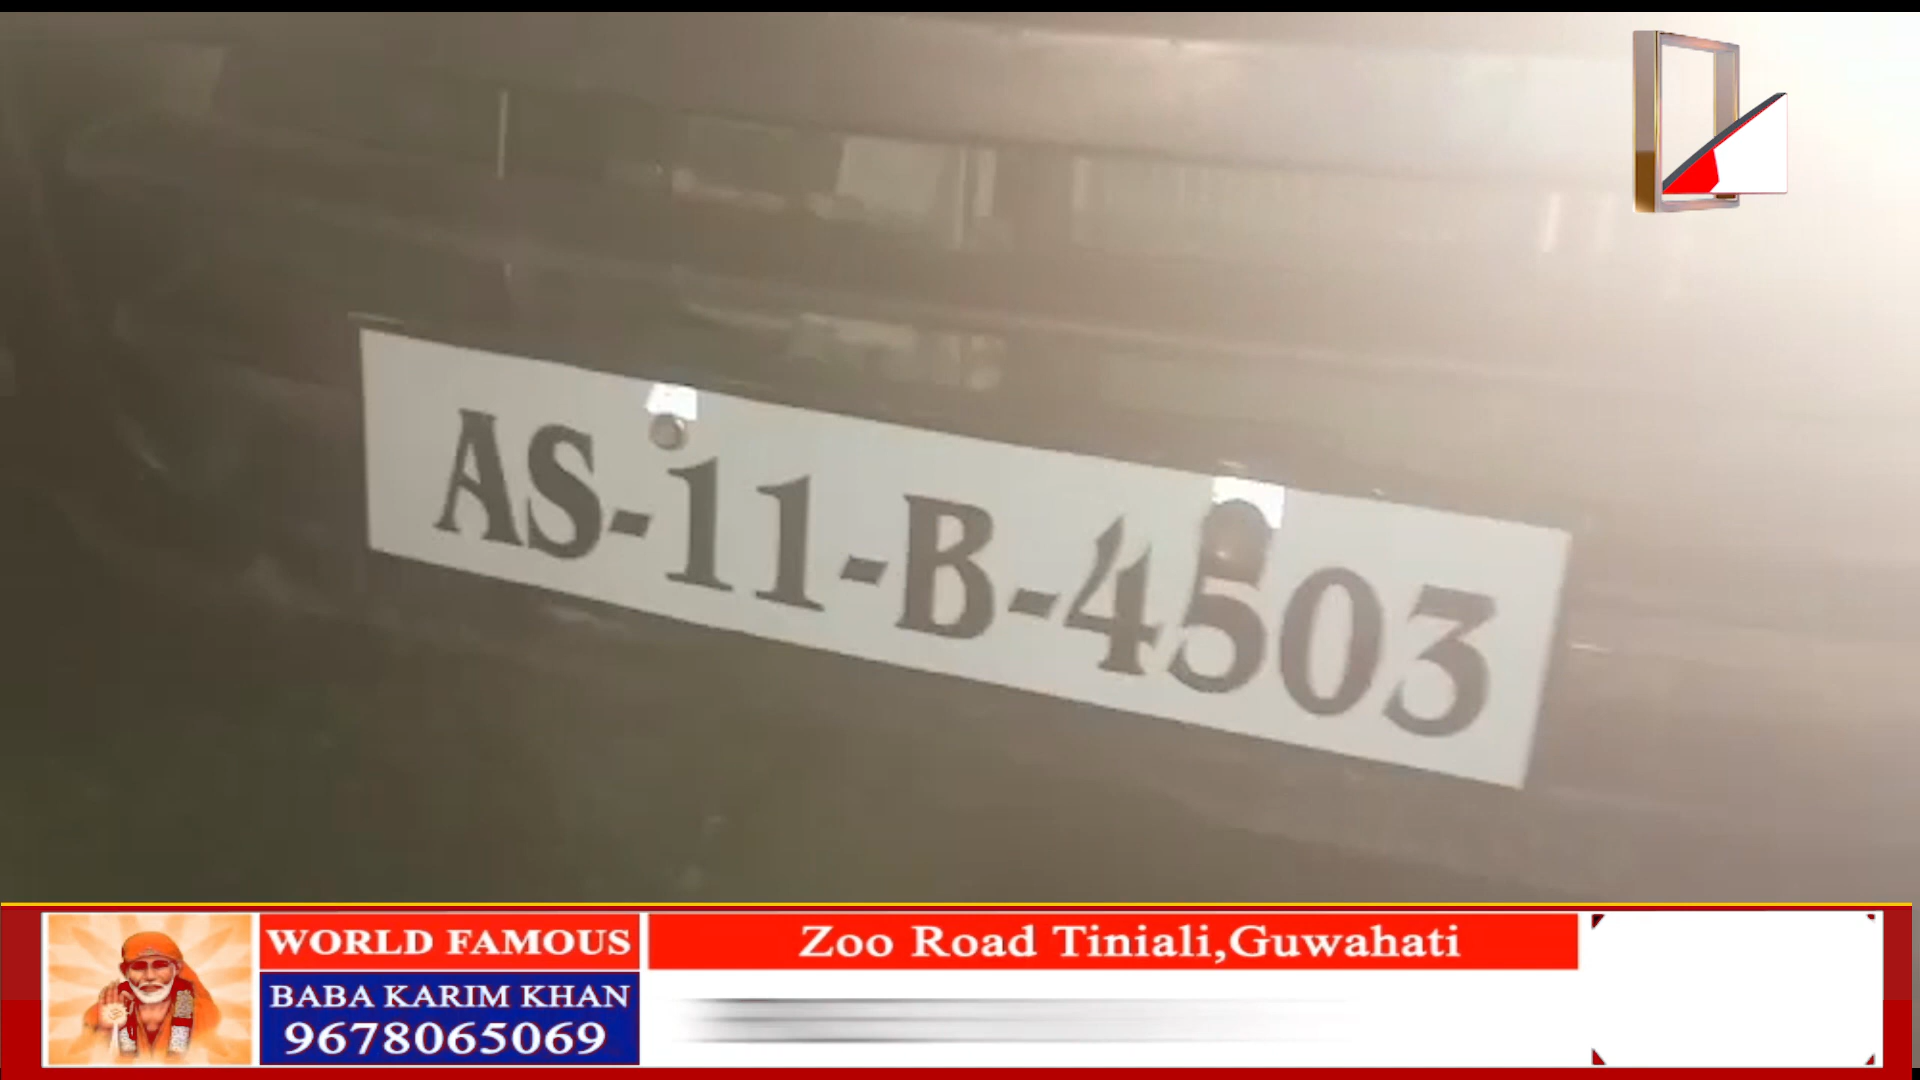 AS-11-B-4503
WORLD FAMOUS
BABA KARIM KHAN
9678065069
Zoo Road Tiniali,Guwahati